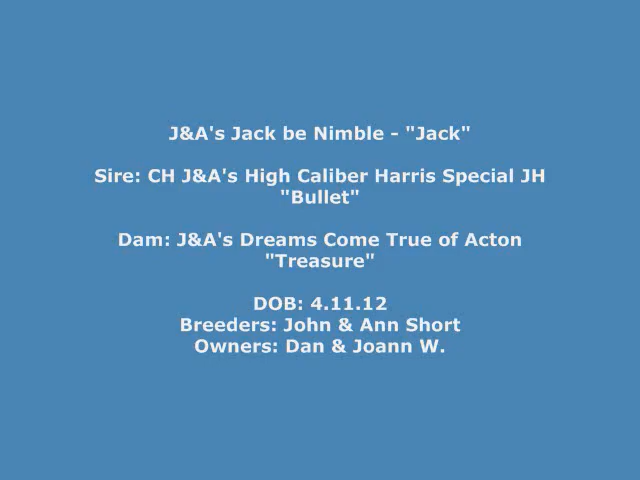 J&A's Jack be Nimble - "Jack"
Sire: CH J&A's High Caliber Harris Special JH
"Bullet"
Dam: J&A's Dreams Come True of Acton
"Treasure"
DOB: 4.11.12
Breeders: John & Ann Short
Owners: Dan & Joann W.